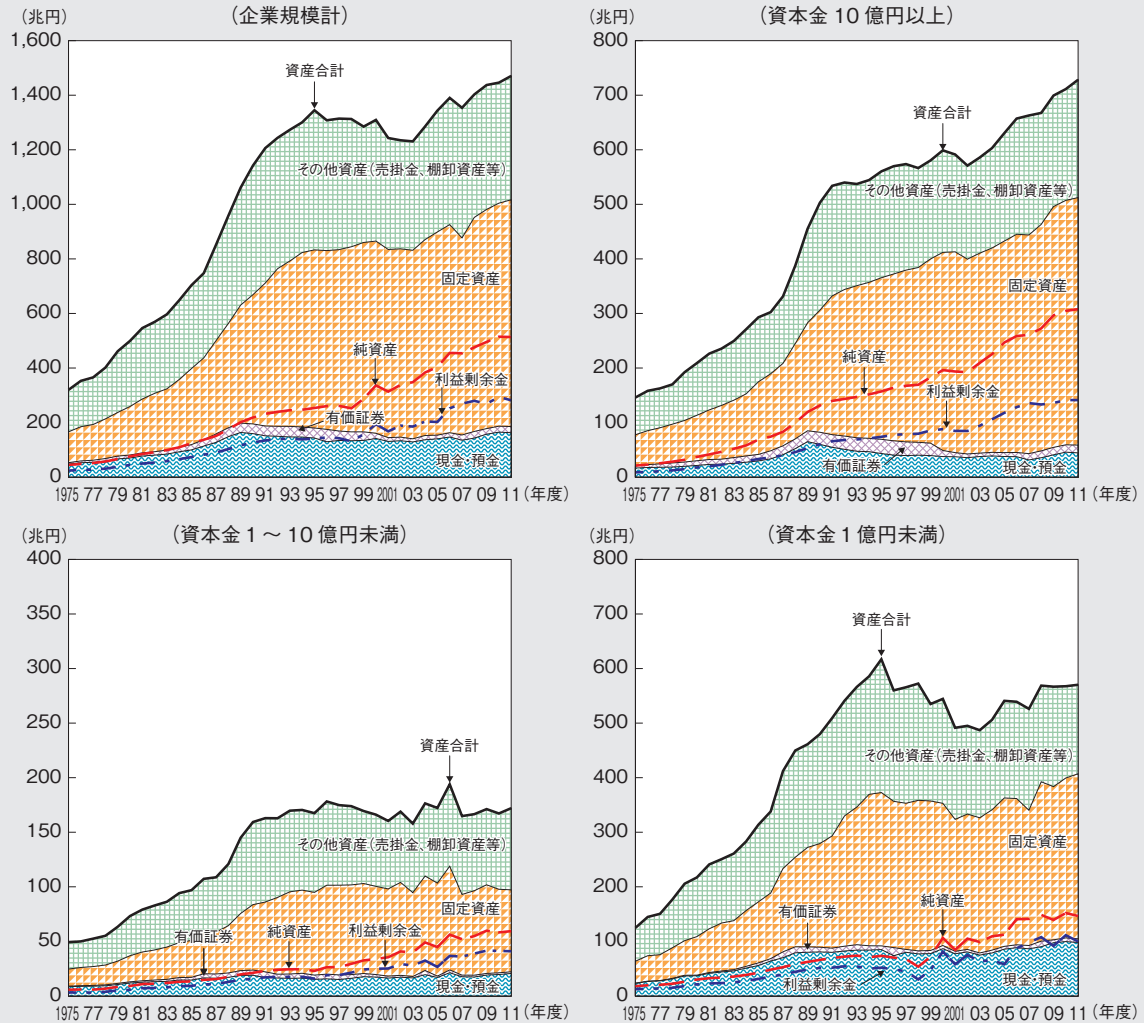 (兆円)
(企業規模計)
1,600
1,400
1,200
1,000
800
600
400
200
0
資産合計
その他資産(売掛金、棚卸資産等)
固定資産
純資産
利益剰余金
有価証券
現金・預金
1975 77 79 81 83 85 87 89 91 93 95 97 99 2001 03 05 07 09 11(年度)
(兆円)
(資本金 10 億円以上)
800
700
600
500
400
300
200
100
0
資産合計
その他資産(売掛金、棚卸資産等)
固定資産
純資産
利益剰余金
有価証券
現金・預金
1975 77 79 81 83 85 87 89 91 93 95 97 99 2001 03 05 07 09 11(年度)
(兆円)
(資本金 1 ～ 10 億円未満)
400
350
300
250
200
150
100
50
0
資産合計
その他資産(売掛金、棚卸資産等)
固定資産
有価証券
純資産
利益剰余金
現金・預金
1975 77 79 81 83 85 87 89 91 93 95 97 99 2001 03 05 07 09 11(年度)
(兆円)
(資本金 1 億円未満)
800
700
600
500
400
300
200
100
0
資産合計
その他資産(売掛金、棚卸資産等)
固定資産
有価証券
純資産
利益剰余金
現金・預金
1975 77 79 81 83 85 87 89 91 93 95 97 99 2001 03 05 07 09 11(年度)